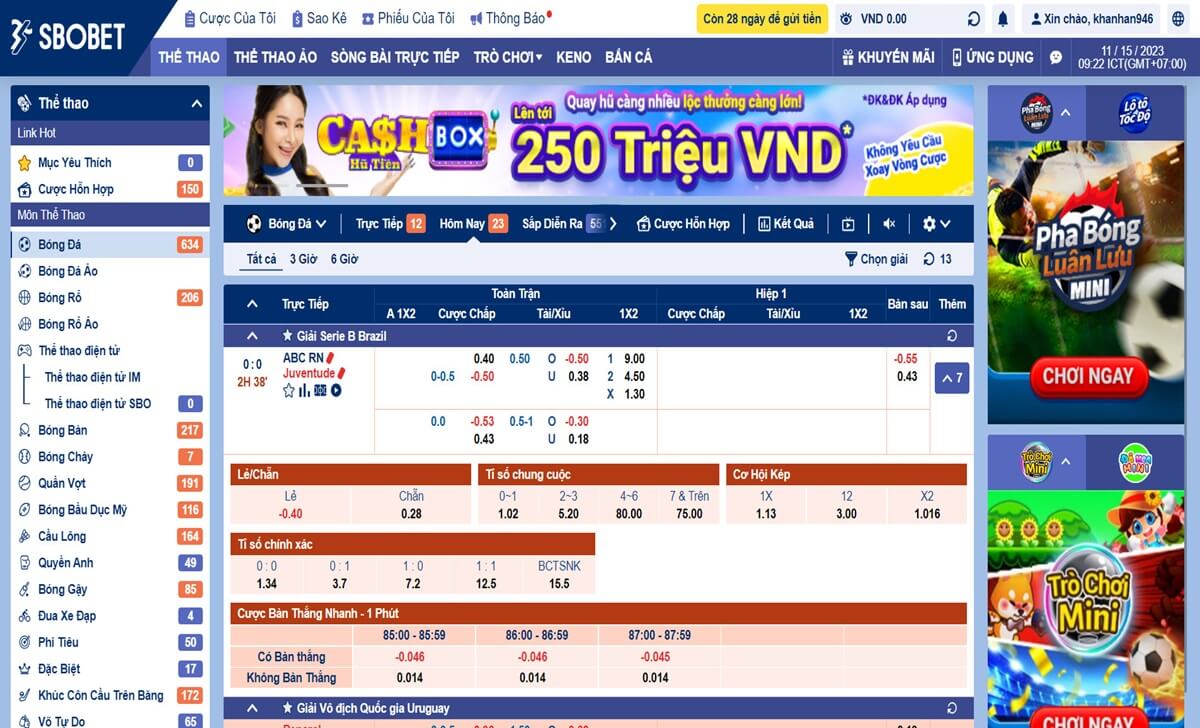 SBOBET
Cược Của Tôi Sao Kê Phiếu Của Tôi Thông Báo
Còn 28 ngày để gửi tiền VND 0.00 Xin chào, khanhan946
THỂ THAO THỂ THAO ẢO SÒNG BÀI TRỰC TIẾP TRÒ CHƠI KENO BẮN CÁ KHUYẾN MÃI ỨNG DỤNG
11 / 15 / 2023
09:22 ICT(GMT+07:00)
Thể thao
Link Hot
Mục Yêu Thích 0
Cược Hỗn Hợp 150
Môn Thể Thao
Bóng Đá 634
Bóng Đá Ảo
Bóng Rổ 206
Bóng Rổ Ảo
Thể thao điện tử
Thể thao điện tử IM
Thể thao điện tử SBO 0
Bóng Bàn 217
Bóng Chày 7
Quần Vợt 191
Bóng Bầu Dục Mỹ 116
Cầu Lông 164
Quyền Anh 49
Bóng Gậy 85
Đua Xe Đạp 4
Phi Tiêu 50
Đặc Biệt 17
Khúc Côn Cầu Trên Băng 172
Võ Tự Do 65
CA$H BOX
Hũ Tiền
Quay hũ càng nhiều lộc thưởng càng lớn!
Lên tới
250 Triệu VND*
*ĐK&ĐK Áp dụng
Không Yêu Cầu
Xoay Vòng Cược
Bóng Đá Trực Tiếp 12 Hôm Nay 23 Sắp Diễn Ra 55 Cược Hỗn Hợp Kết Quả
Tất cả 3 Giờ 6 Giờ Chọn giải 13
Trực Tiếp Toàn Trận Hiệp 1 Bàn sau Thêm
A 1X2 Cược Chấp Tài/Xỉu 1X2 Cược Chấp Tài/Xỉu 1X2
Giải Serie B Brazil
0 : 0 ABC RN 0.40 0.50 O -0.50 1 9.00 -0.55
2H 38' Juventude 0-0.5 -0.50 U 0.38 2 4.50 0.43 7
X 1.30
0.0 -0.53 0.5-1 O -0.30
0.43 U 0.18
Lẻ/Chẵn Tỉ số chung cuộc Cơ Hội Kép
Lẻ Chẵn 0~1 2~3 4~6 7 & Trên 1X 12 X2
-0.40 0.28 1.02 5.20 80.00 75.00 1.13 3.00 1.016
Tỉ số chính xác
0 : 0 0 : 1 1 : 0 1 : 1 BCTSNK
1.34 3.7 7.2 12.5 15.5
Cược Bàn Thắng Nhanh - 1 Phút
85:00 - 85:59 86:00 - 86:59 87:00 - 87:59
Có Bàn thắng -0.046 -0.046 -0.045
Không Bàn Thắng 0.014 0.014 0.014
Giải Vô địch Quốc gia Uruguay
Pha Bóng
Luân Lưu
MINI
Lô tô
Tốc Độ
Pha Bóng
Luân Lưu
MINI
CHƠI NGAY
Trò Chơi
Mini
Trò Chơi
Mini
CHƠI NGAY